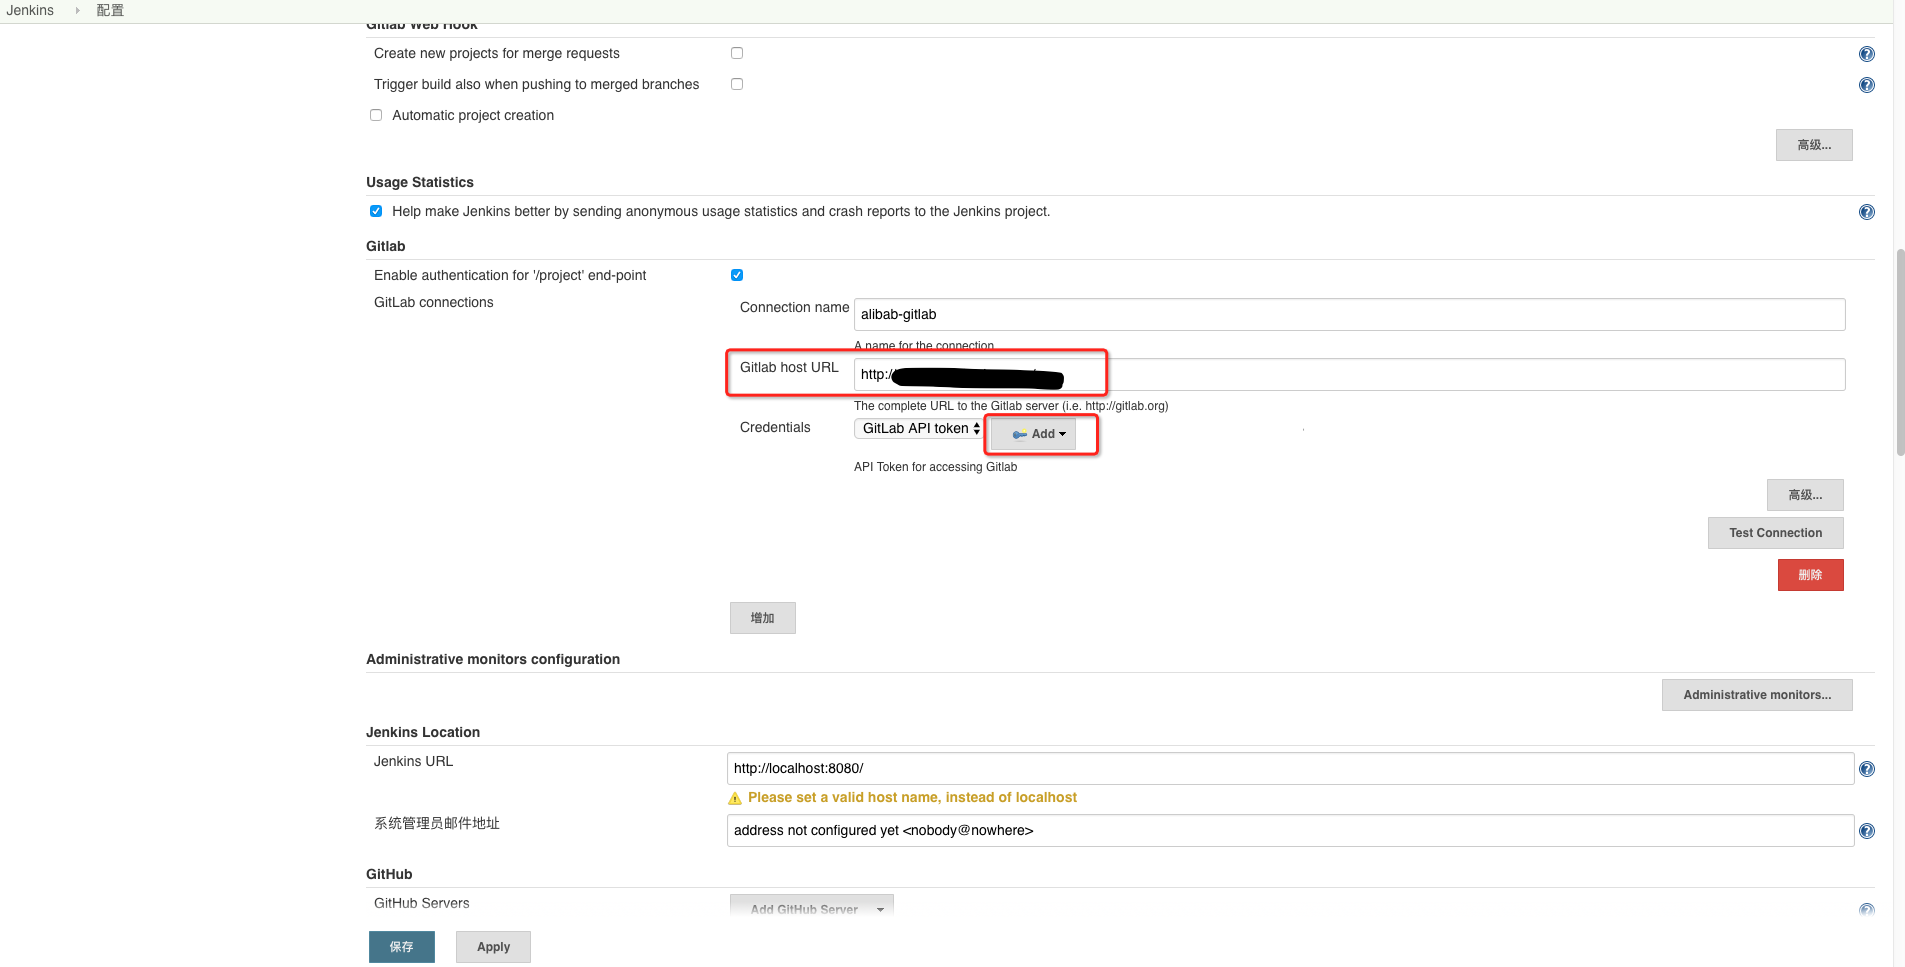 Jenkins 配置
Gitlab Web Hook
Create new projects for merge requests
Trigger build also when pushing to merged branches
Automatic project creation
高级...
Usage Statistics
Help make Jenkins better by sending anonymous usage statistics and crash reports to the Jenkins project.
Gitlab
Enable authentication for '/project' end-point
GitLab connections
Connection name alibab-gitlab
A name for the connection
Gitlab host URL http://
The complete URL to the Gitlab server (i.e. http://gitlab.org)
Credentials GitLab API token Add
API Token for accessing Gitlab
高级...
Test Connection
删除
增加
Administrative monitors configuration
Administrative monitors...
Jenkins Location
Jenkins URL http://localhost:8080/
Please set a valid host name, instead of localhost
系统管理员邮件地址 address not configured yet <nobody@nowhere>
GitHub
GitHub Servers Add GitHub Server
保存 Apply